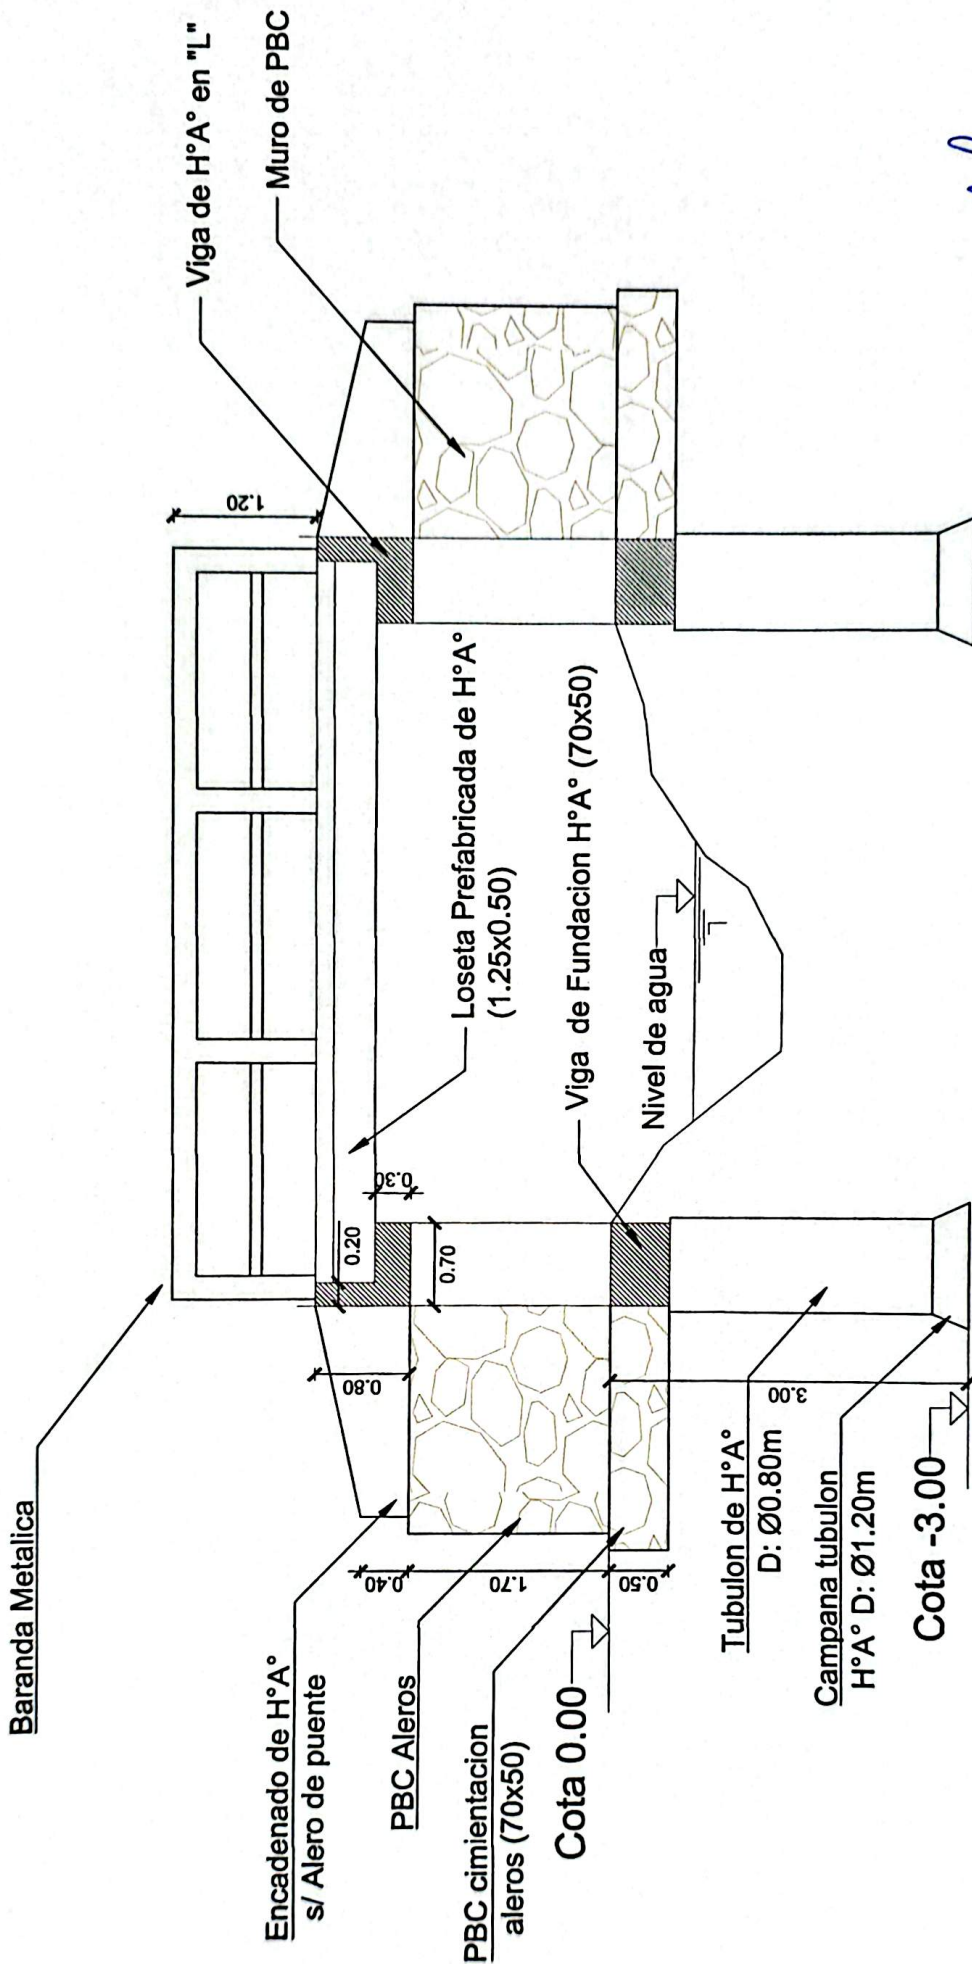 Baranda Metalica
Viga de H°A° en "L"
Muro de PBC
1.20
Encadenado de H°A°
s/ Alero de puente
PBC Aleros
PBC cimientacion
aleros (70x50)
Cota 0.00
0.40
1.70
0.50
0.80
0.20
0.30
0.70
3.00
Loseta Prefabricada de H°A°
(1.25x0.50)
Viga de Fundacion H°A° (70x50)
Nivel de agua
Tubulon de H°A°
D: Ø0.80m
Campana tubulon
H°A° D: Ø1.20m
Cota -3.00